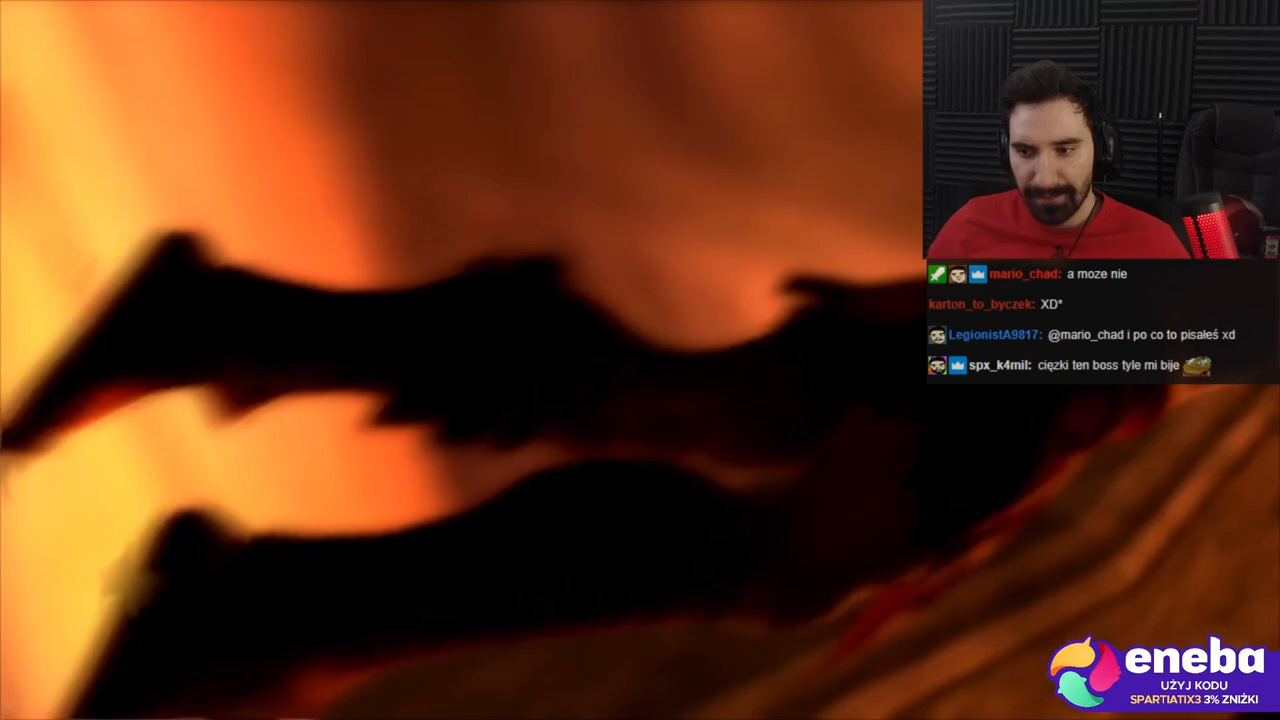 mario_chad: a moze nie
karton_to_byczek: XD*
LegionistA9817: @mario_chad i po co to pisałeś xd
spx_k4mil: cięzki ten boss tyle mi bije
eneba
UŻYJ KODU
SPARTIATIX3 3% ZNIŻKI